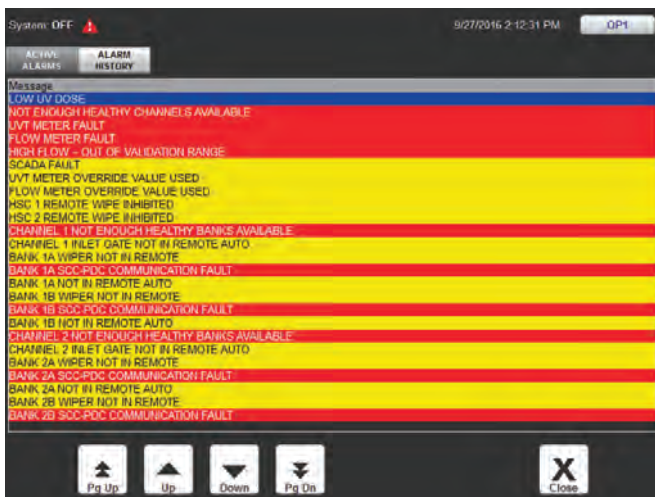 System: OFF
9/27/2016 2:12:31 PM
OP1
ACTIVE ALARMS
ALARM HISTORY
Message
LOW UV DOSE
NOT ENOUGH HEALTHY CHANNELS AVAILABLE
UVT METER FAULT
FLOW METER FAULT
HIGH FLOW - OUT OF VALIDATION RANGE
SCADA FAULT
UVT METER OVERRIDE VALUE USED
FLOW METER OVERRIDE VALUE USED
HSC 1 REMOTE WIPE INHIBITED
HSC 2 REMOTE WIPE INHIBITED
CHANNEL 1 NOT ENOUGH HEALTHY BANKS AVAILABLE
CHANNEL 1 INLET GATE NOT IN REMOTE AUTO
BANK 1A WIPER NOT IN REMOTE
BANK 1A SCC-PDC COMMUNICATION FAULT
BANK 1A NOT IN REMOTE AUTO
BANK 1B WIPER NOT IN REMOTE
BANK 1B SCC-PDC COMMUNICATION FAULT
BANK 1B NOT IN REMOTE AUTO
CHANNEL 2 NOT ENOUGH HEALTHY BANKS AVAILABLE
CHANNEL 2 INLET GATE NOT IN REMOTE AUTO
BANK 2A WIPER NOT IN REMOTE
BANK 2A SCC-PDC COMMUNICATION FAULT
BANK 2A NOT IN REMOTE AUTO
BANK 2B WIPER NOT IN REMOTE
BANK 2B SCC-PDC COMMUNICATION FAULT
Pg Up
Up
Down
Pg Dn
X
Close